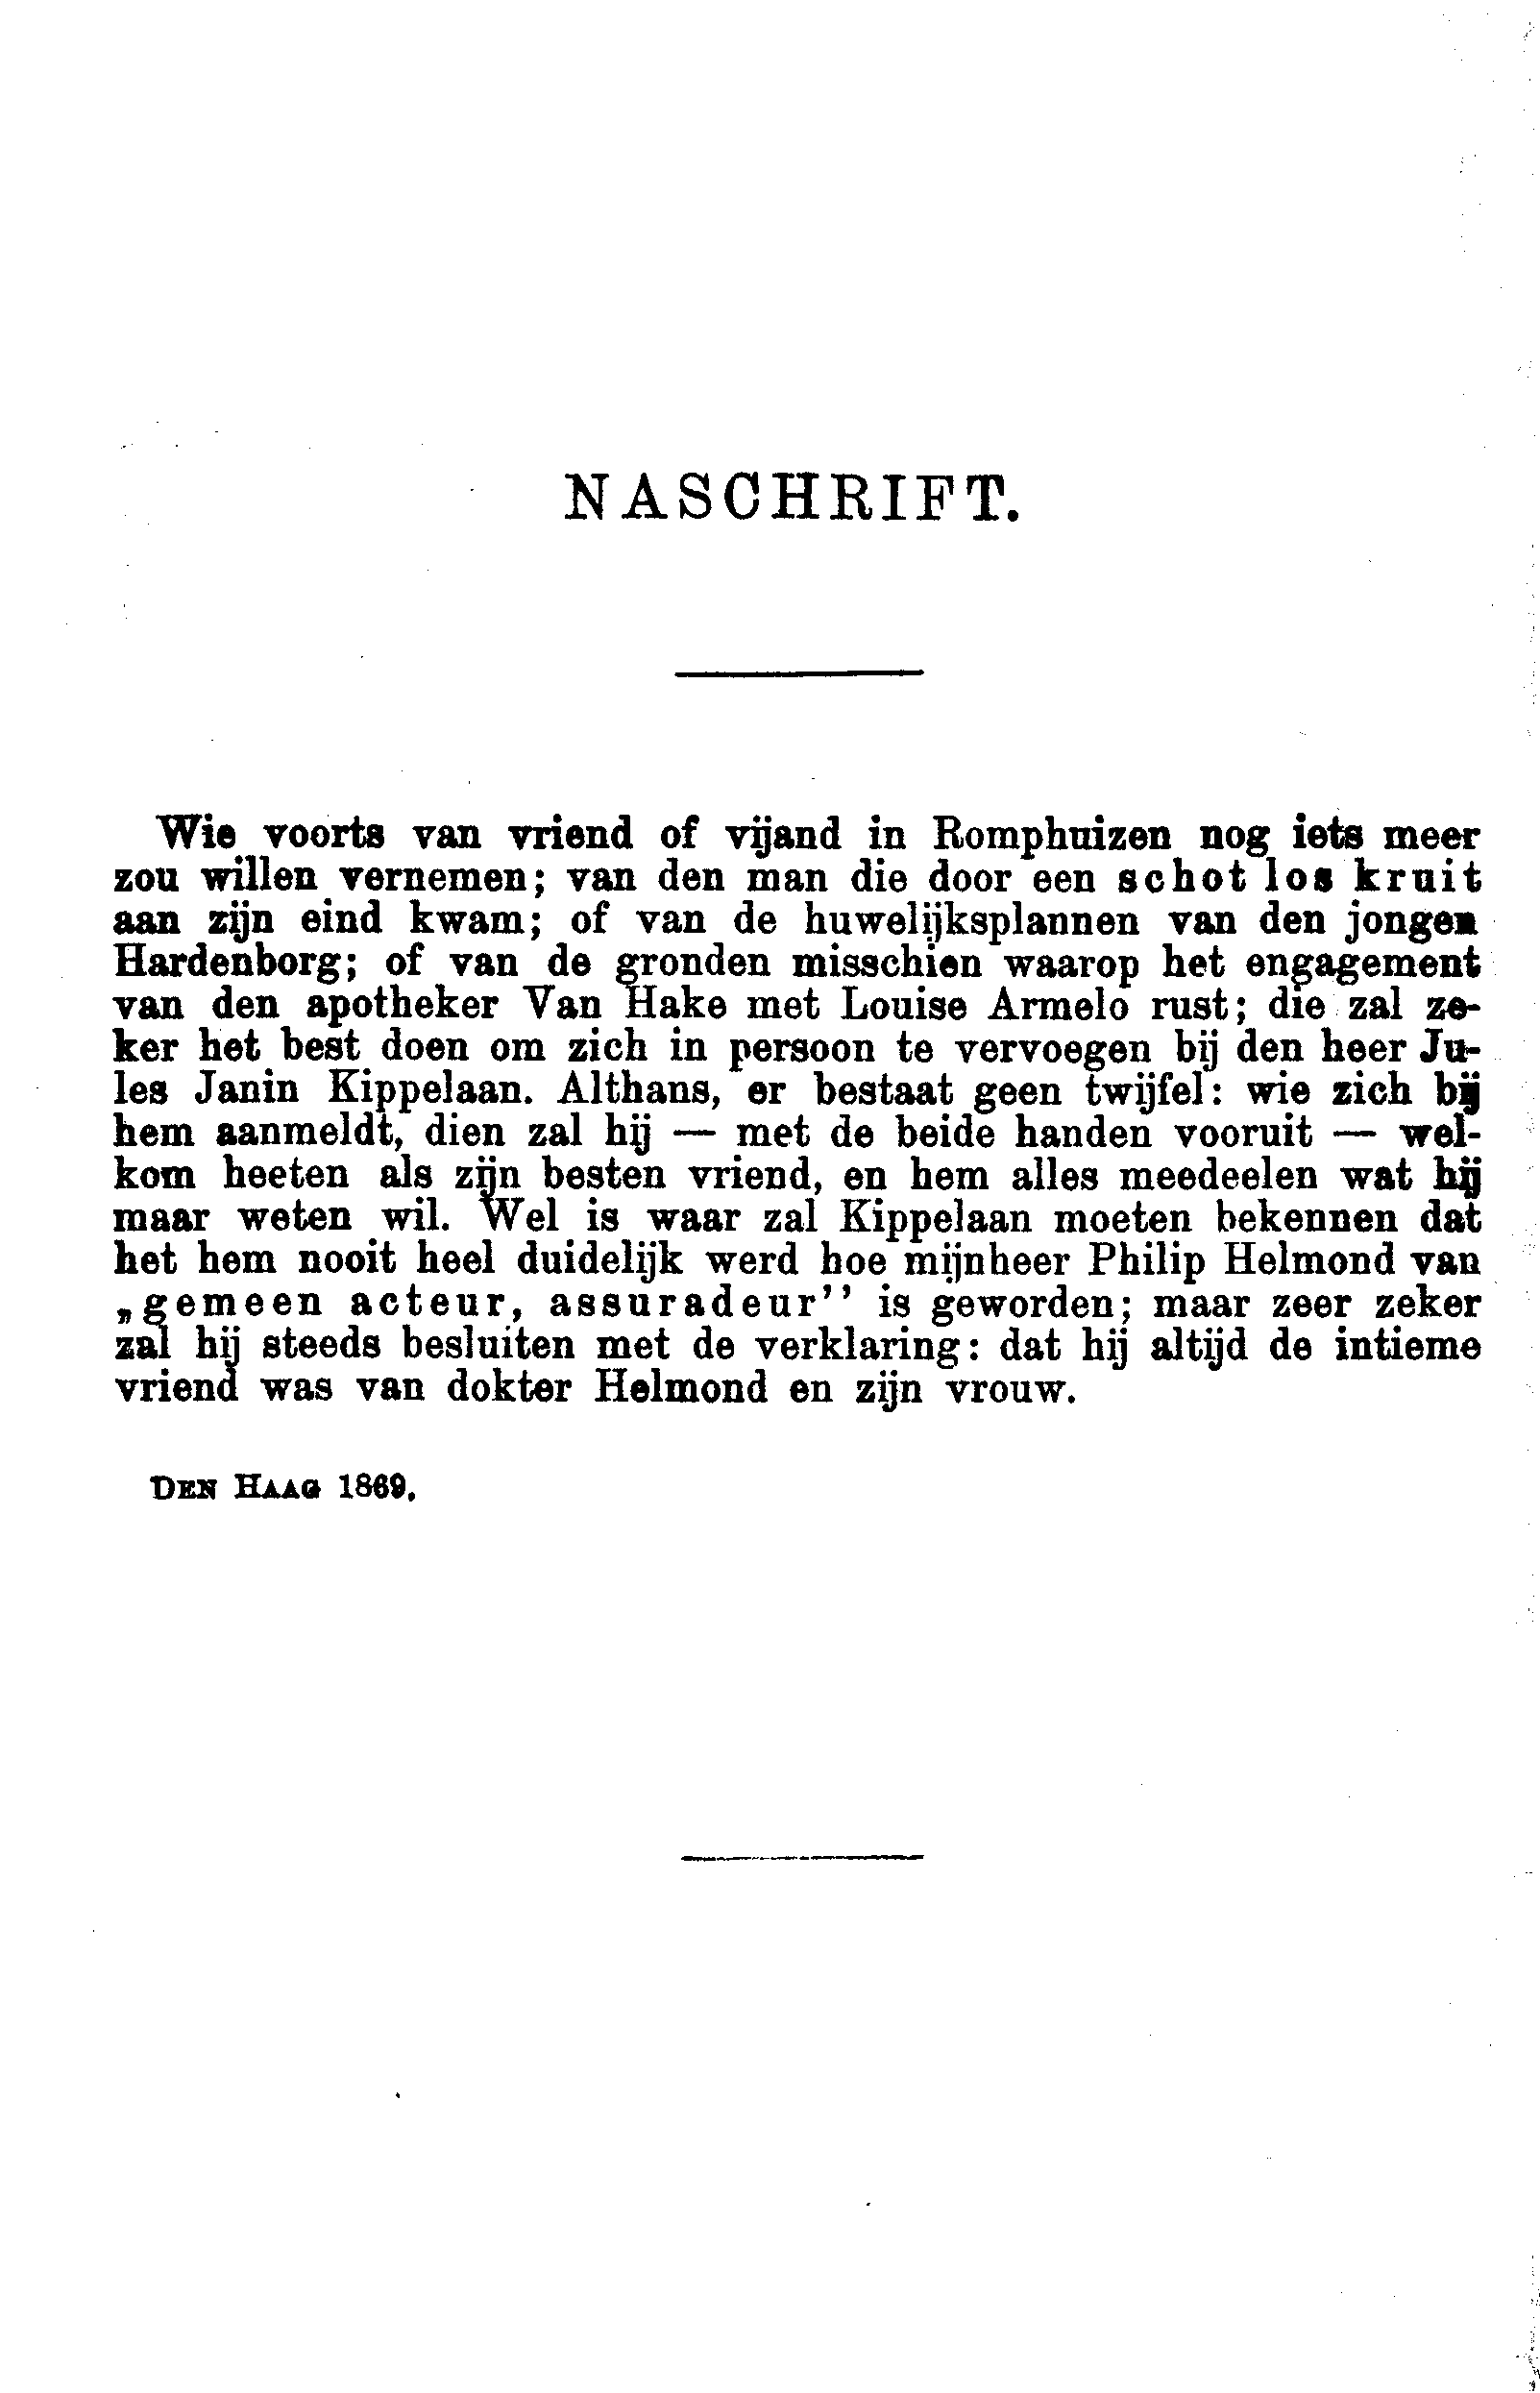 NASCHRIFT.
Wie voorts van vriend of vijand in Romphuizen nog iets meer
zou willen vernemen; van den man die door een schot los kruit
aan zijn eind kwam; of van de huwelijksplannen van den jongen
Hardenborg; of van de gronden misschien waarop het engagement
van den apotheker Van Hake met Louise Armelo rust; die zal ze-
ker het best doen om zich in persoon te vervoegen bij den heer Ju-
les Janin Kippelaan. Althans, er bestaat geen twijfel: wie zich bij
hem aanmeldt, dien zal hij — met de beide handen vooruit — wel-
kom heeten als zijn besten vriend, en hem alles meedeelen wat hij
maar weten wil. Wel is waar zal Kippelaan moeten bekennen dat
het hem nooit heel duidelijk werd hoe mijnheer Philip Helmond van
„gemeen acteur, assuradeur’’ is geworden; maar zeer zeker
zal hij steeds besluiten met de verklaring: dat hij altijd de intieme
vriend was van dokter Helmond en zijn vrouw.
DEN HAAG 1869.